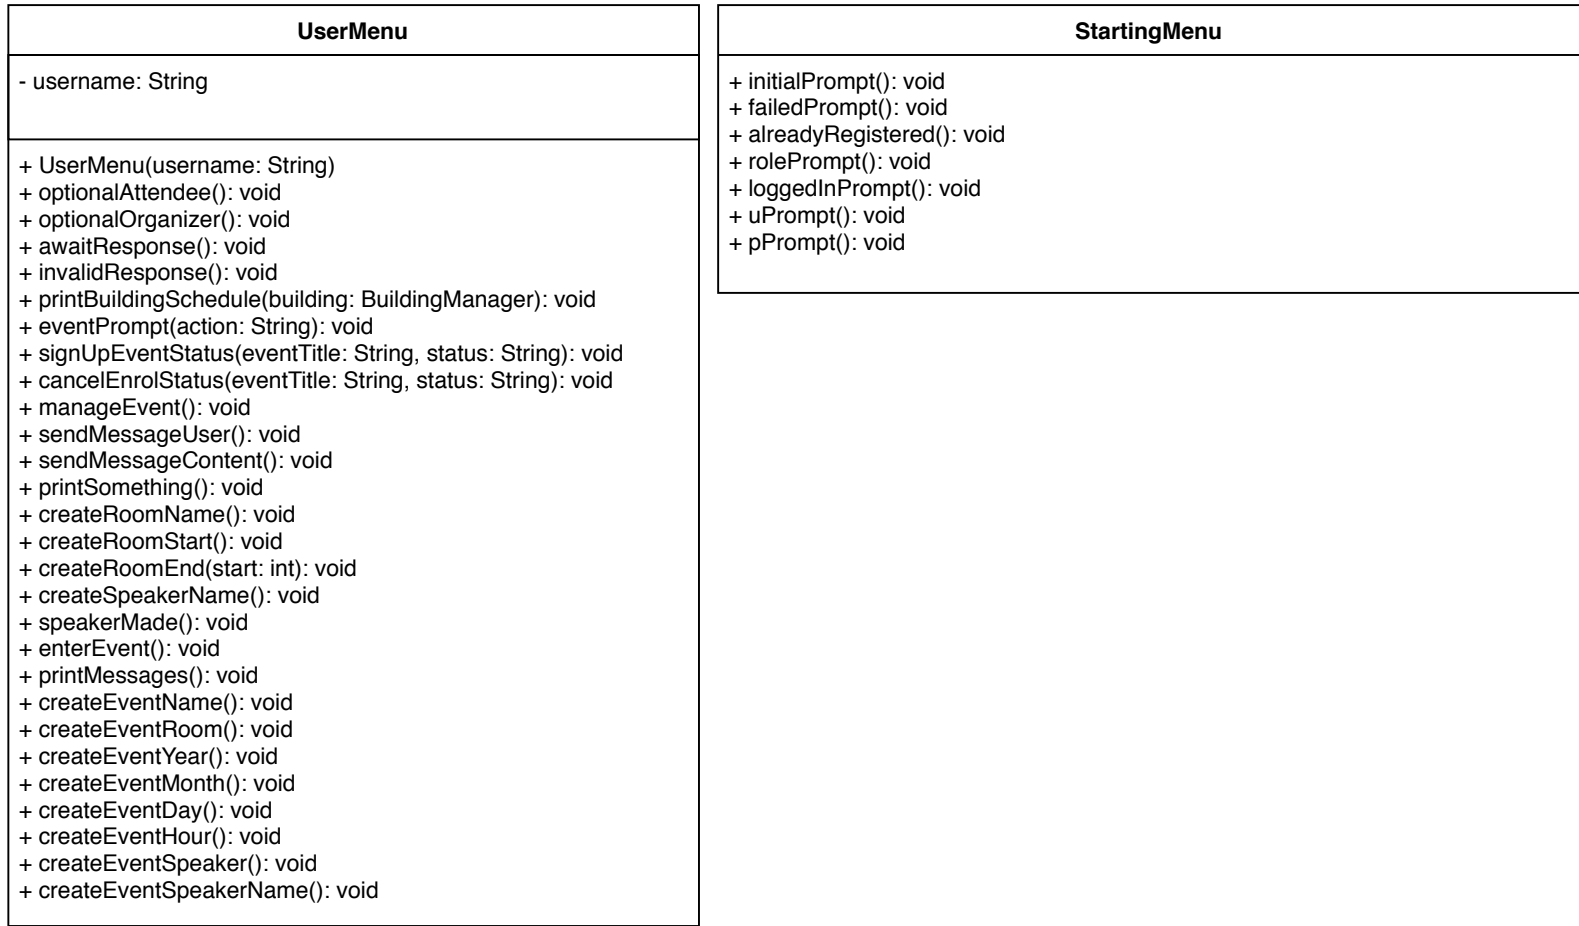 UserMenu
- username: String
+ UserMenu(username: String)
+ optionalAttendee(): void
+ optionalOrganizer(): void
+ awaitResponse(): void
+ invalidResponse(): void
+ printBuildingSchedule(building: BuildingManager): void
+ eventPrompt(action: String): void
+ signUpEventStatus(eventTitle: String, status: String): void
+ cancelEnrolStatus(eventTitle: String, status: String): void
+ manageEvent(): void
+ sendMessageUser(): void
+ sendMessageContent(): void
+ printSomething(): void
+ createRoomName(): void
+ createRoomStart(): void
+ createRoomEnd(start: int): void
+ createSpeakerName(): void
+ speakerMade(): void
+ enterEvent(): void
+ printMessages(): void
+ createEventName(): void
+ createEventRoom(): void
+ createEventYear(): void
+ createEventMonth(): void
+ createEventDay(): void
+ createEventHour(): void
+ createEventSpeaker(): void
+ createEventSpeakerName(): void
StartingMenu
+ initialPrompt(): void
+ failedPrompt(): void
+ alreadyRegistered(): void
+ rolePrompt(): void
+ loggedInPrompt(): void
+ uPrompt(): void
+ pPrompt(): void